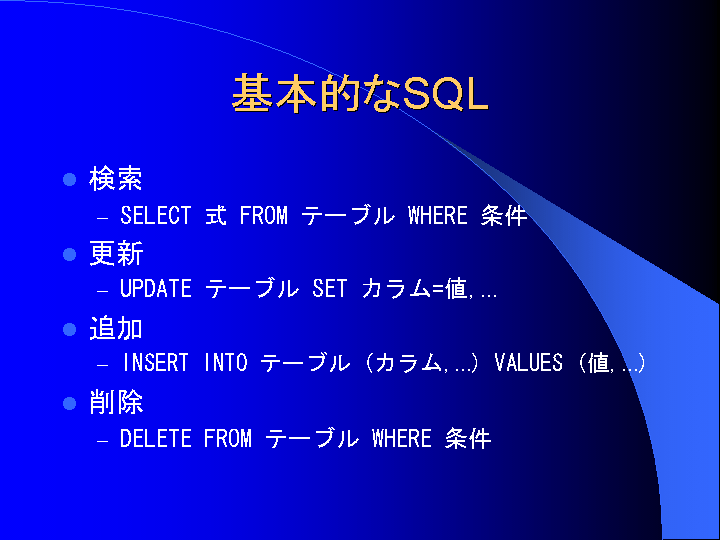 基本的なSQL
検索
– SELECT 式 FROM テーブル WHERE 条件
更新
– UPDATE テーブル SET カラム=値,...
追加
– INSERT INTO テーブル (カラム,...) VALUES (値,...)
削除
– DELETE FROM テーブル WHERE 条件